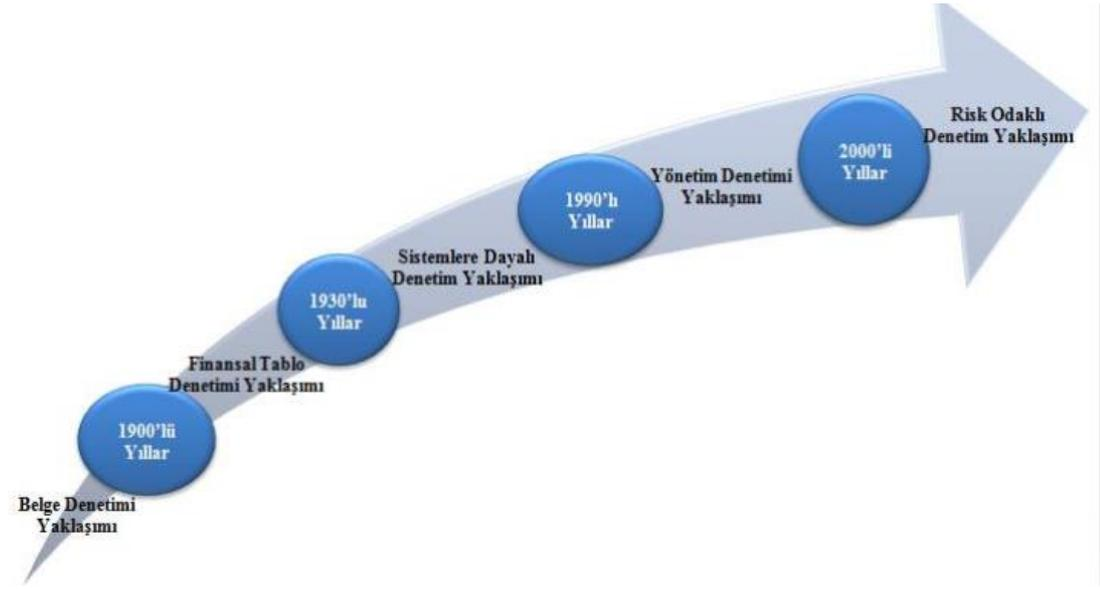 Belge Denetimi
Yaklaşımı
1900'lü
Yıllar
Finansal Tablo
Denetimi Yaklaşımı
1930'lu
Yıllar
Sistemlere Dayalı
Denetim Yaklaşımı
1990'lı
Yıllar
Yönetim Denetimi
Yaklaşımı
2000'li
Yıllar
Risk Odaklı
Denetim Yaklaşımı